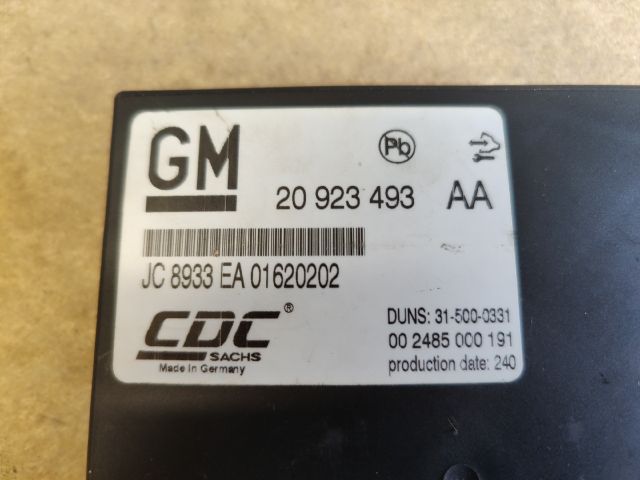 GM
Pb
20 923 493 AA
JC 8933 EA 01620202
CDC®
SACHS
Made in Germany
DUNS: 31-500-0331
00 2485 000 191
production date: 240